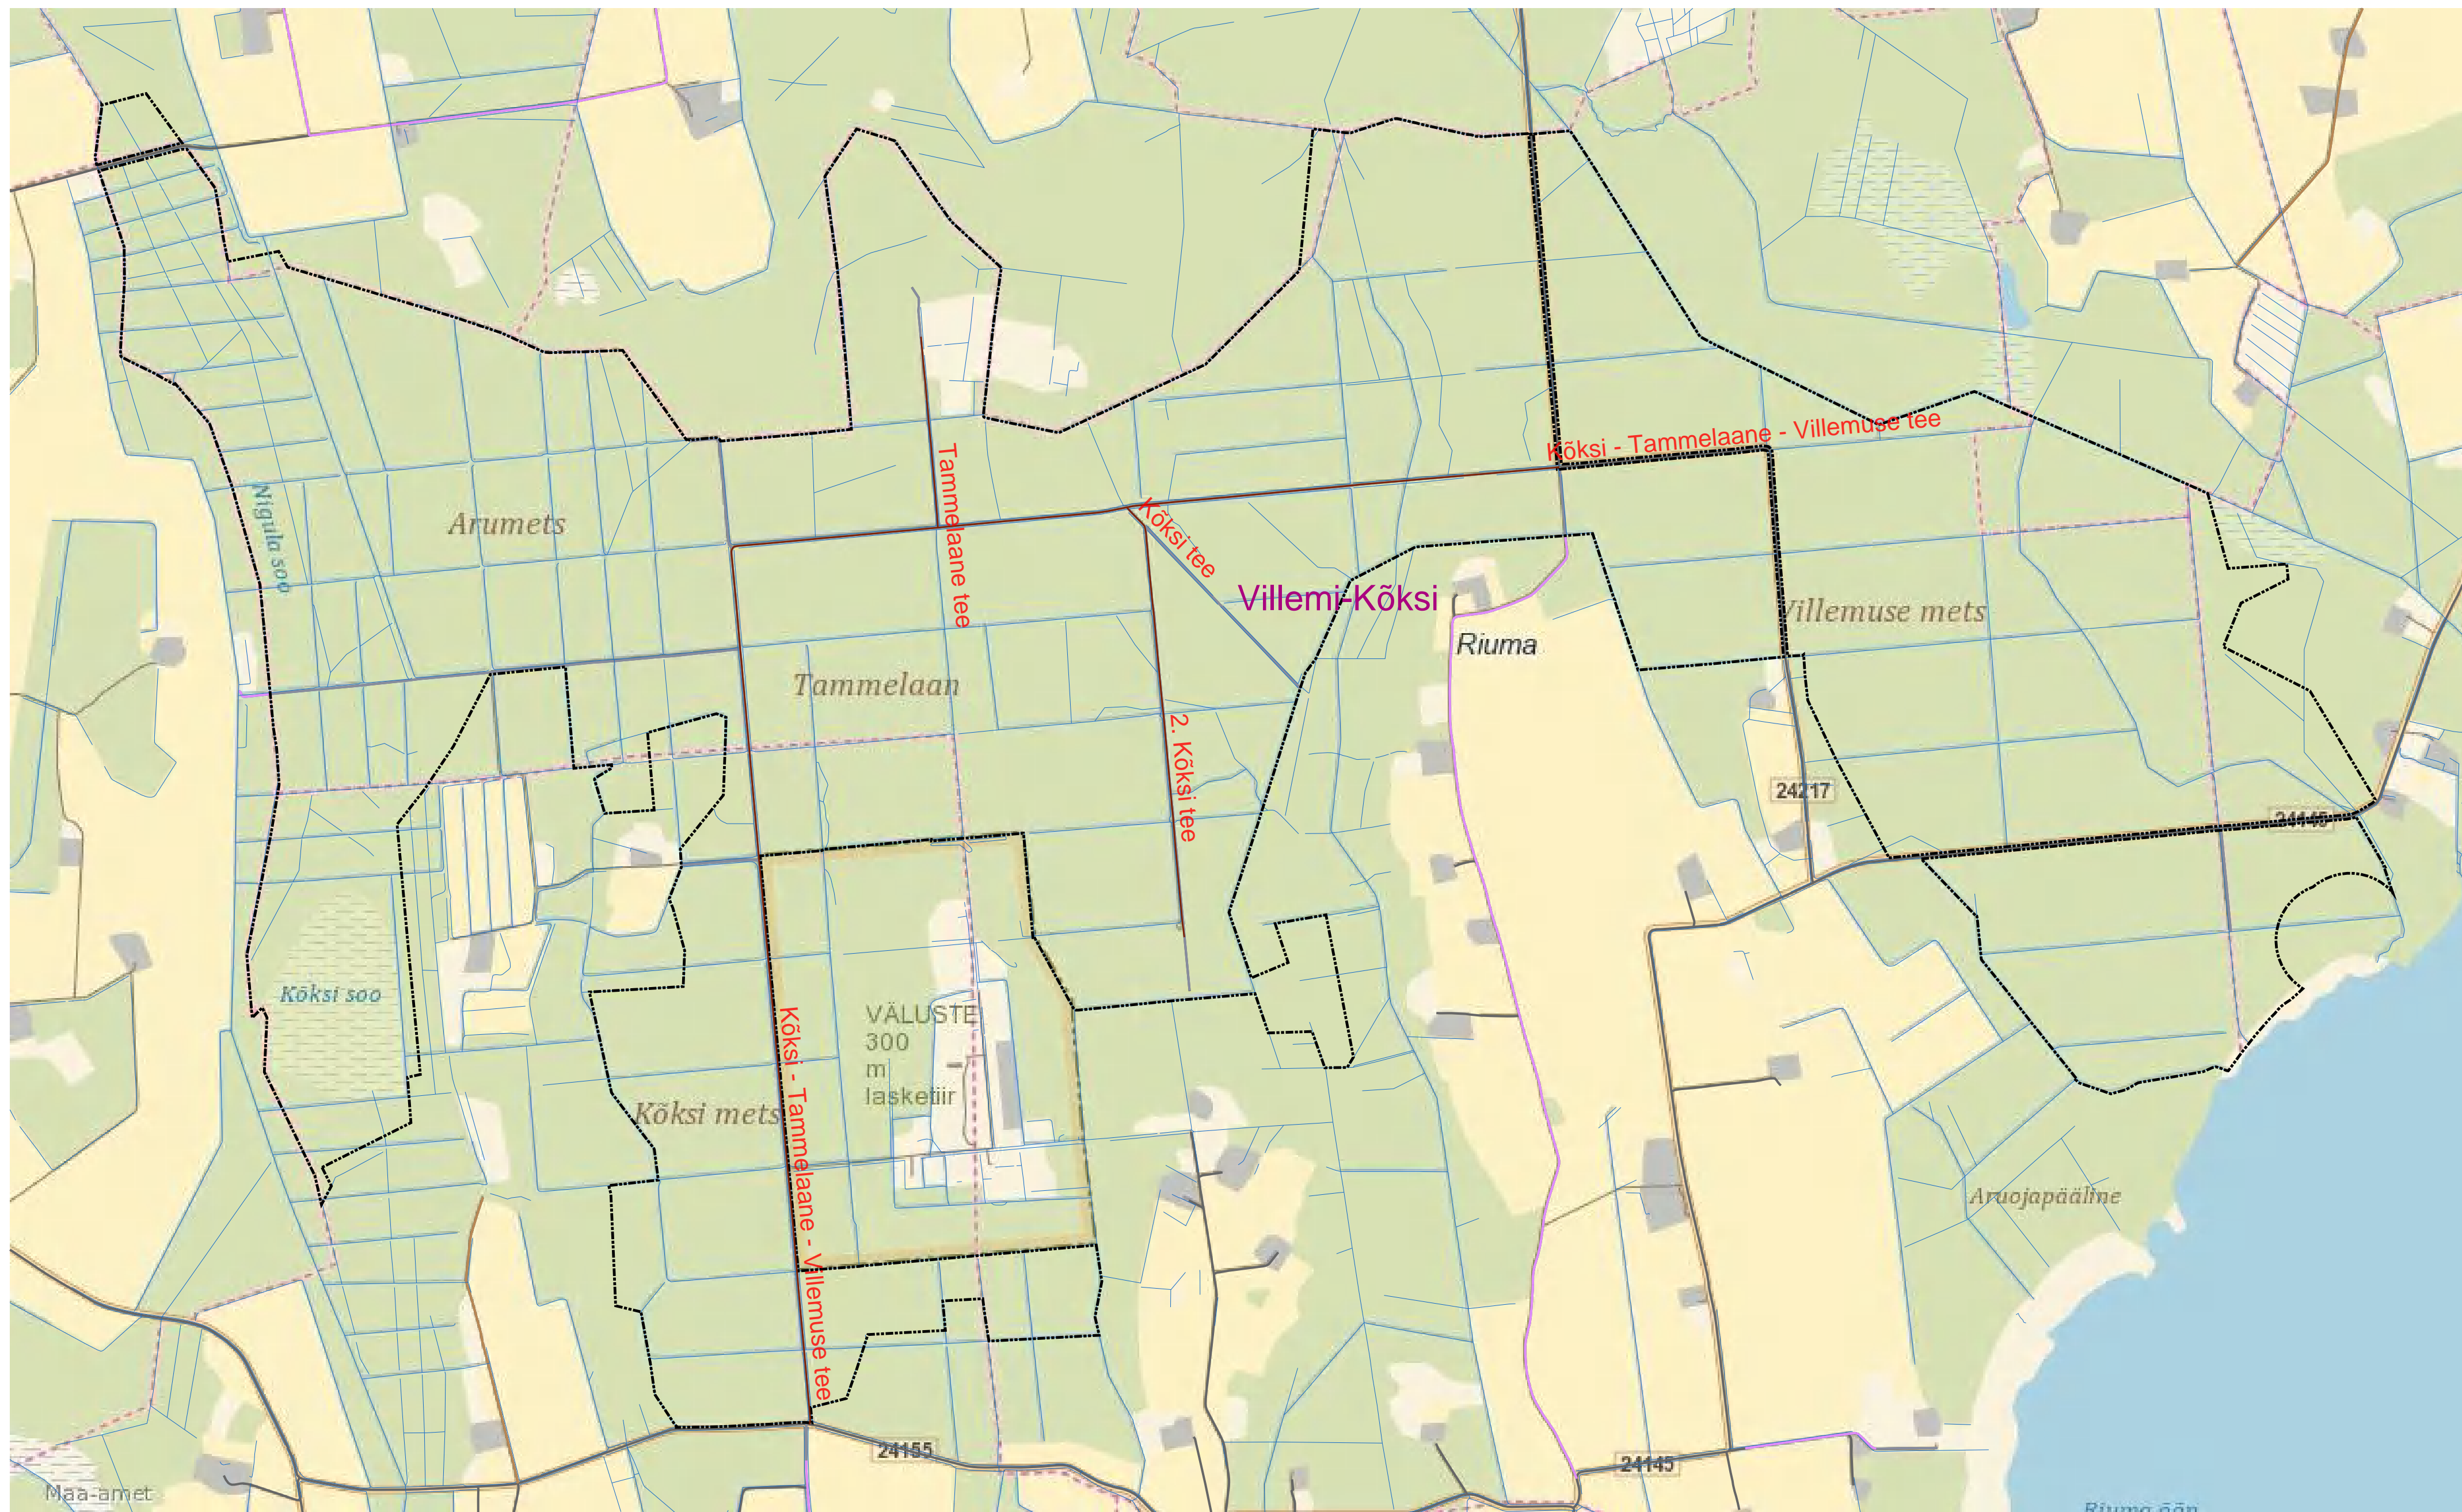 Kõksi - Tammelaane - Villemuse tee
Tammelaane tee
Nigula soo
Arumets
Kõksi tee
Villemi-Kõksi
Villemuse mets
Riuma
Tammelaan
2. Kõksi tee
24217
24145
Kõksi soo
VÄLUSTE
300
m
lasketiir
Kõksi mets
Kõksi - Tammelaane - Villemuse tee
Aruojapääline
24155
24145
Maa-amet